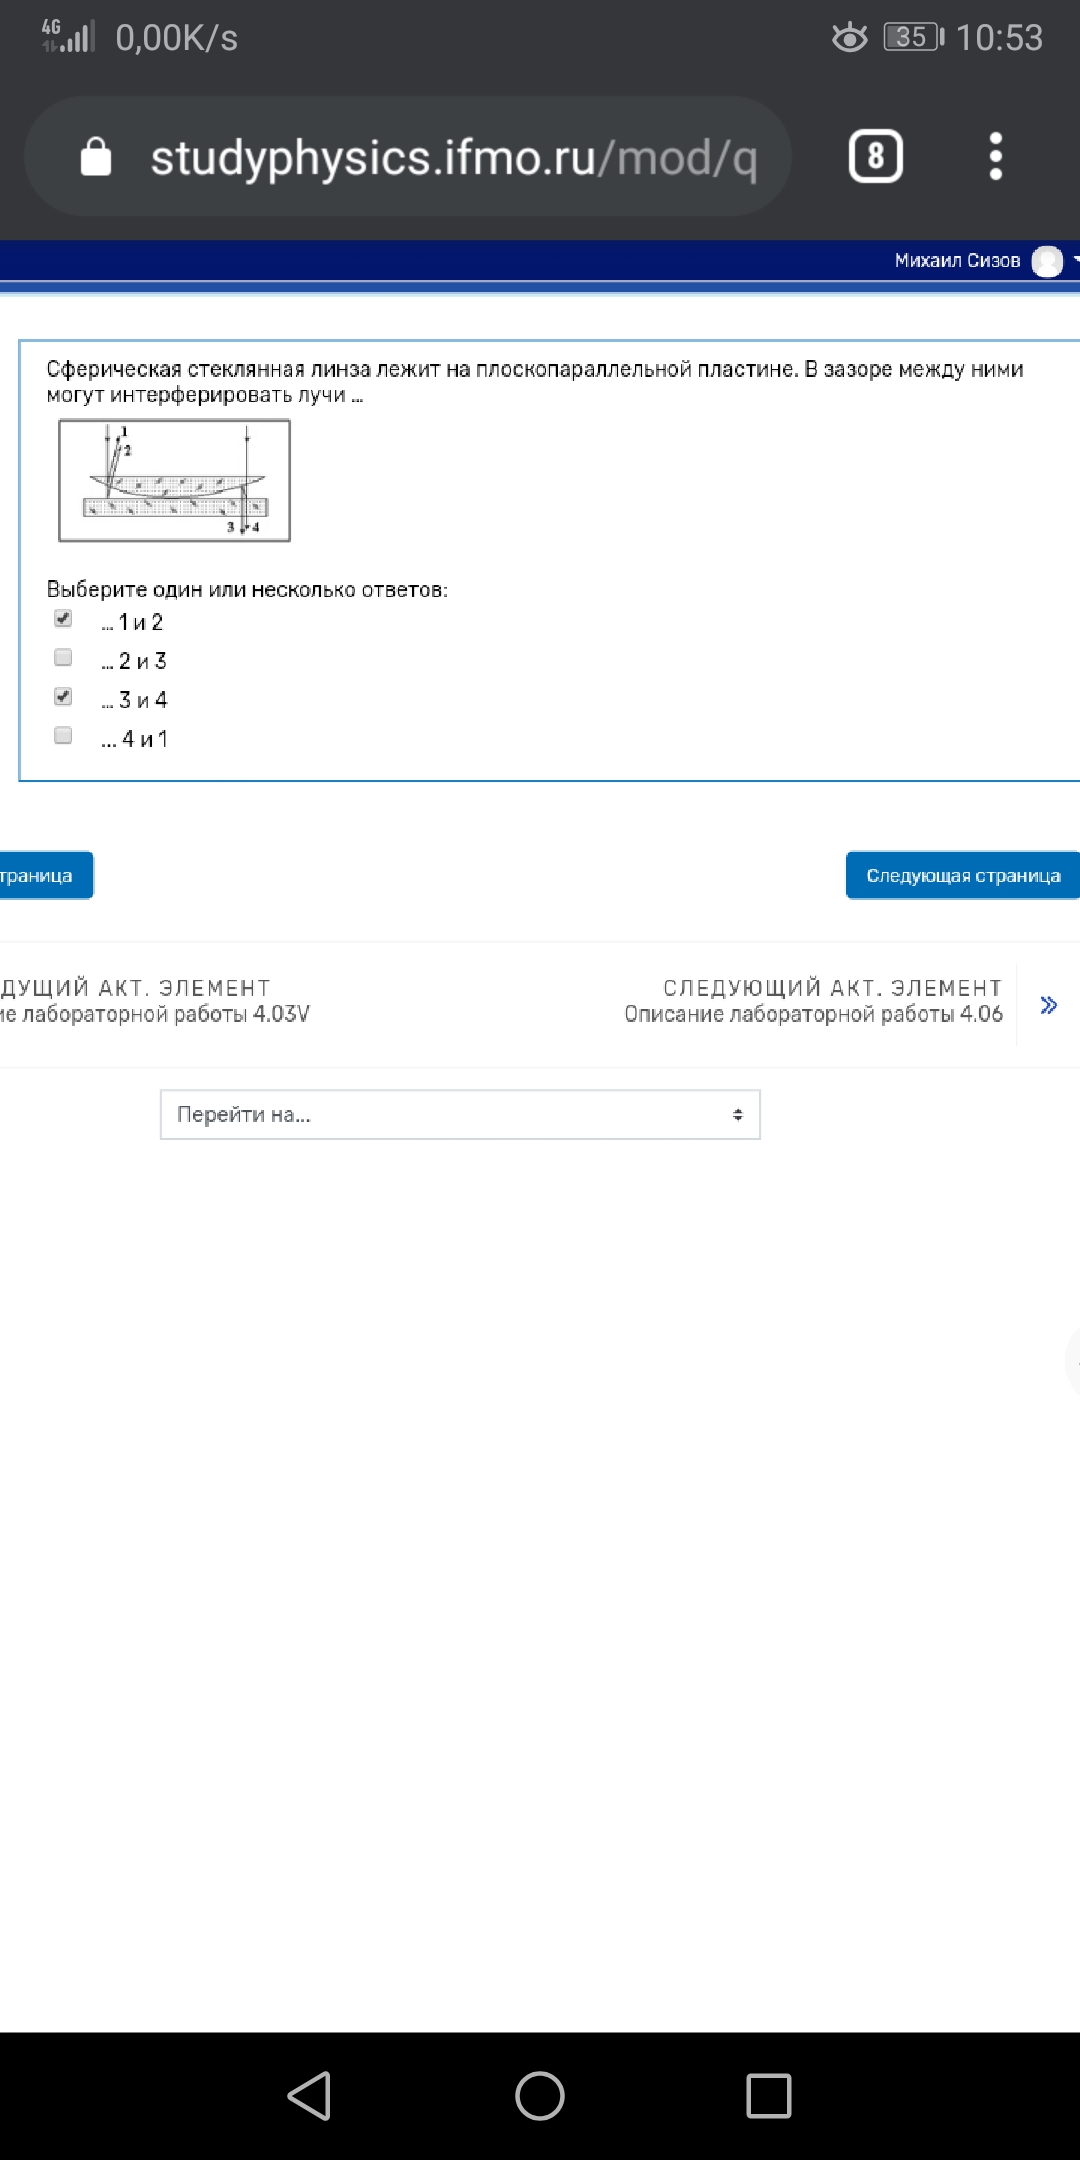 4G 0,00K/s 35 10:53
studyphysics.ifmo.ru/mod/q 8
Михаил Сизов
Сферическая стеклянная линза лежит на плоскопараллельной пластине. В зазоре между ними
могут интерферировать лучи ...
1
2
3 4
Выберите один или несколько ответов:
... 1 и 2
... 2 и 3
... 3 и 4
... 4 и 1
траница Следующая страница
ДУЩИЙ АКТ. ЭЛЕМЕНТ СЛЕДУЮЩИЙ АКТ. ЭЛЕМЕНТ
ие лабораторной работы 4.03V Описание лабораторной работы 4.06
Перейти на...